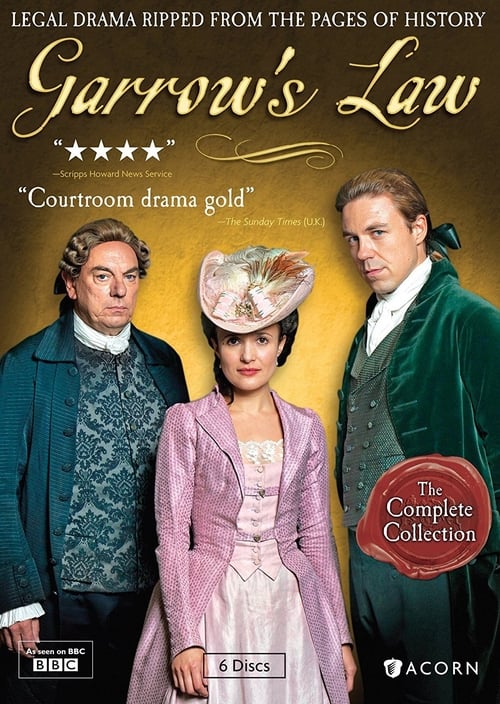 LEGAL DRAMA RIPPED FROM THE PAGES OF HISTORY
Garrow's Law
“★★★★”
—Scripps Howard News Service
“Courtroom drama gold”
—The Sunday Times (U.K.)
The
Complete
Collection
As seen on BBC
BBC
6 Discs
ACORN